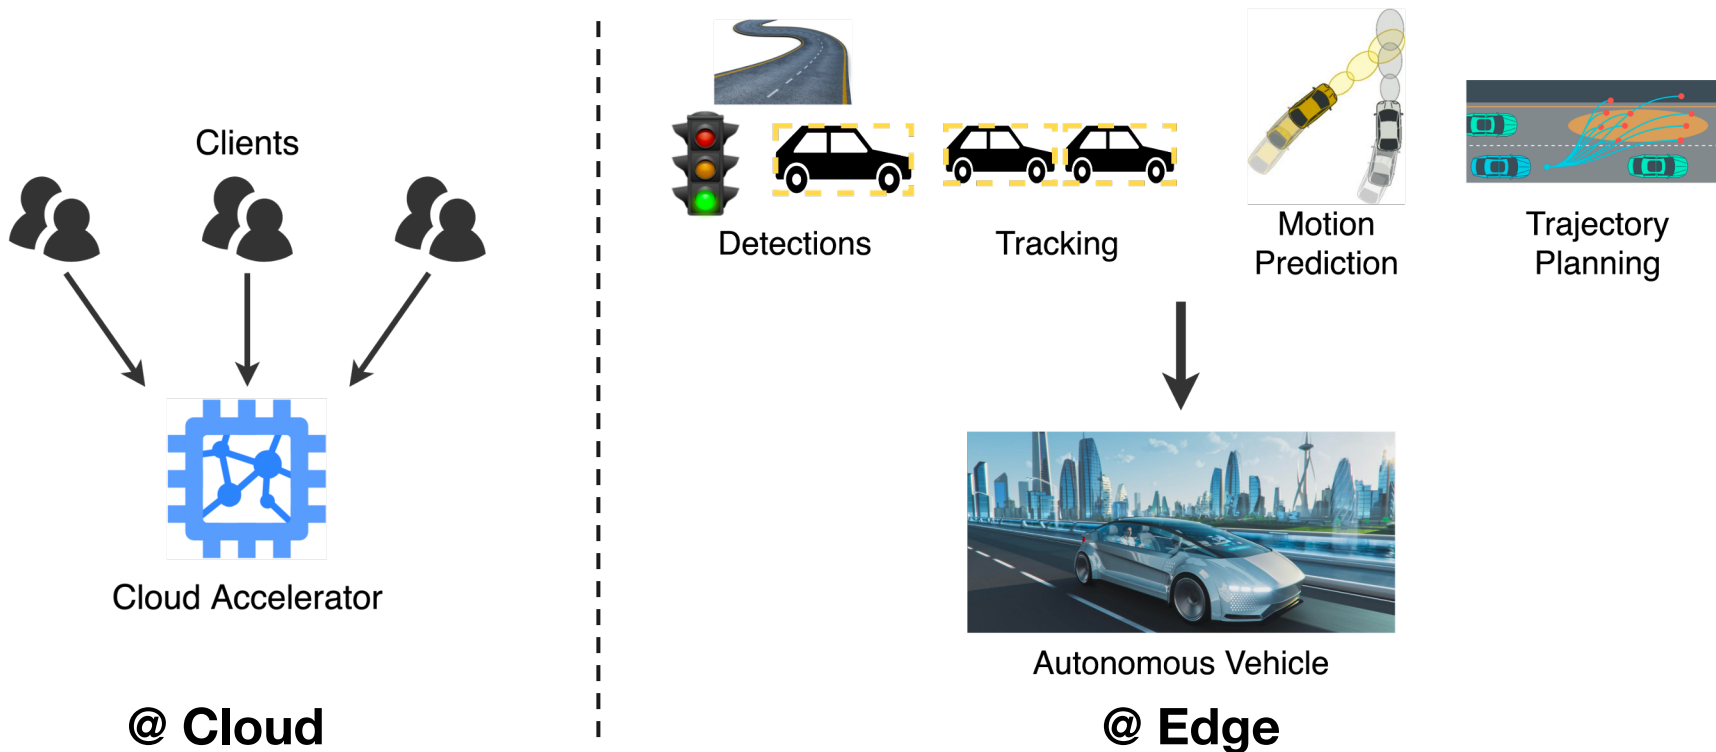 Clients
Cloud Accelerator
@ Cloud
Detections
Tracking
Motion
Prediction
Trajectory
Planning
Autonomous Vehicle
@ Edge